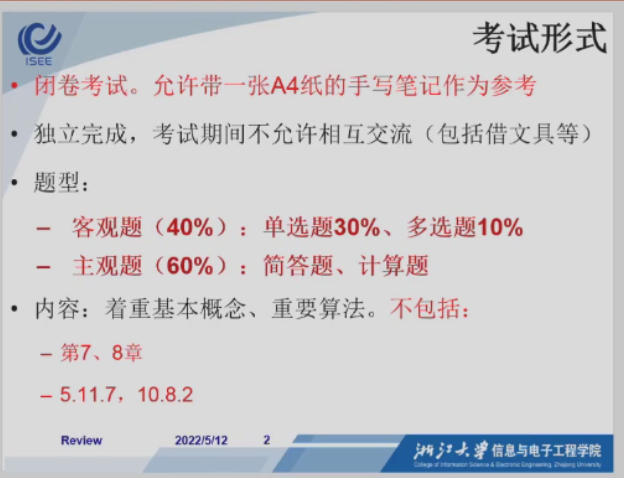 ISEE
考试形式
• 闭卷考试。允许带一张A4纸的手写笔记作为参考
• 独立完成，考试期间不允许相互交流（包括借文具等）
• 题型：
– 客观题（40%）：单选题30%、多选题10%
– 主观题（60%）：简答题、计算题
• 内容：着重基本概念、重要算法。不包括：
– 第7、8章
– 5.11.7，10.8.2
Review 2022/5/12 2
浙江大学 信息与电子工程学院
College of Information Science & Electronic Engineering, Zhejiang University